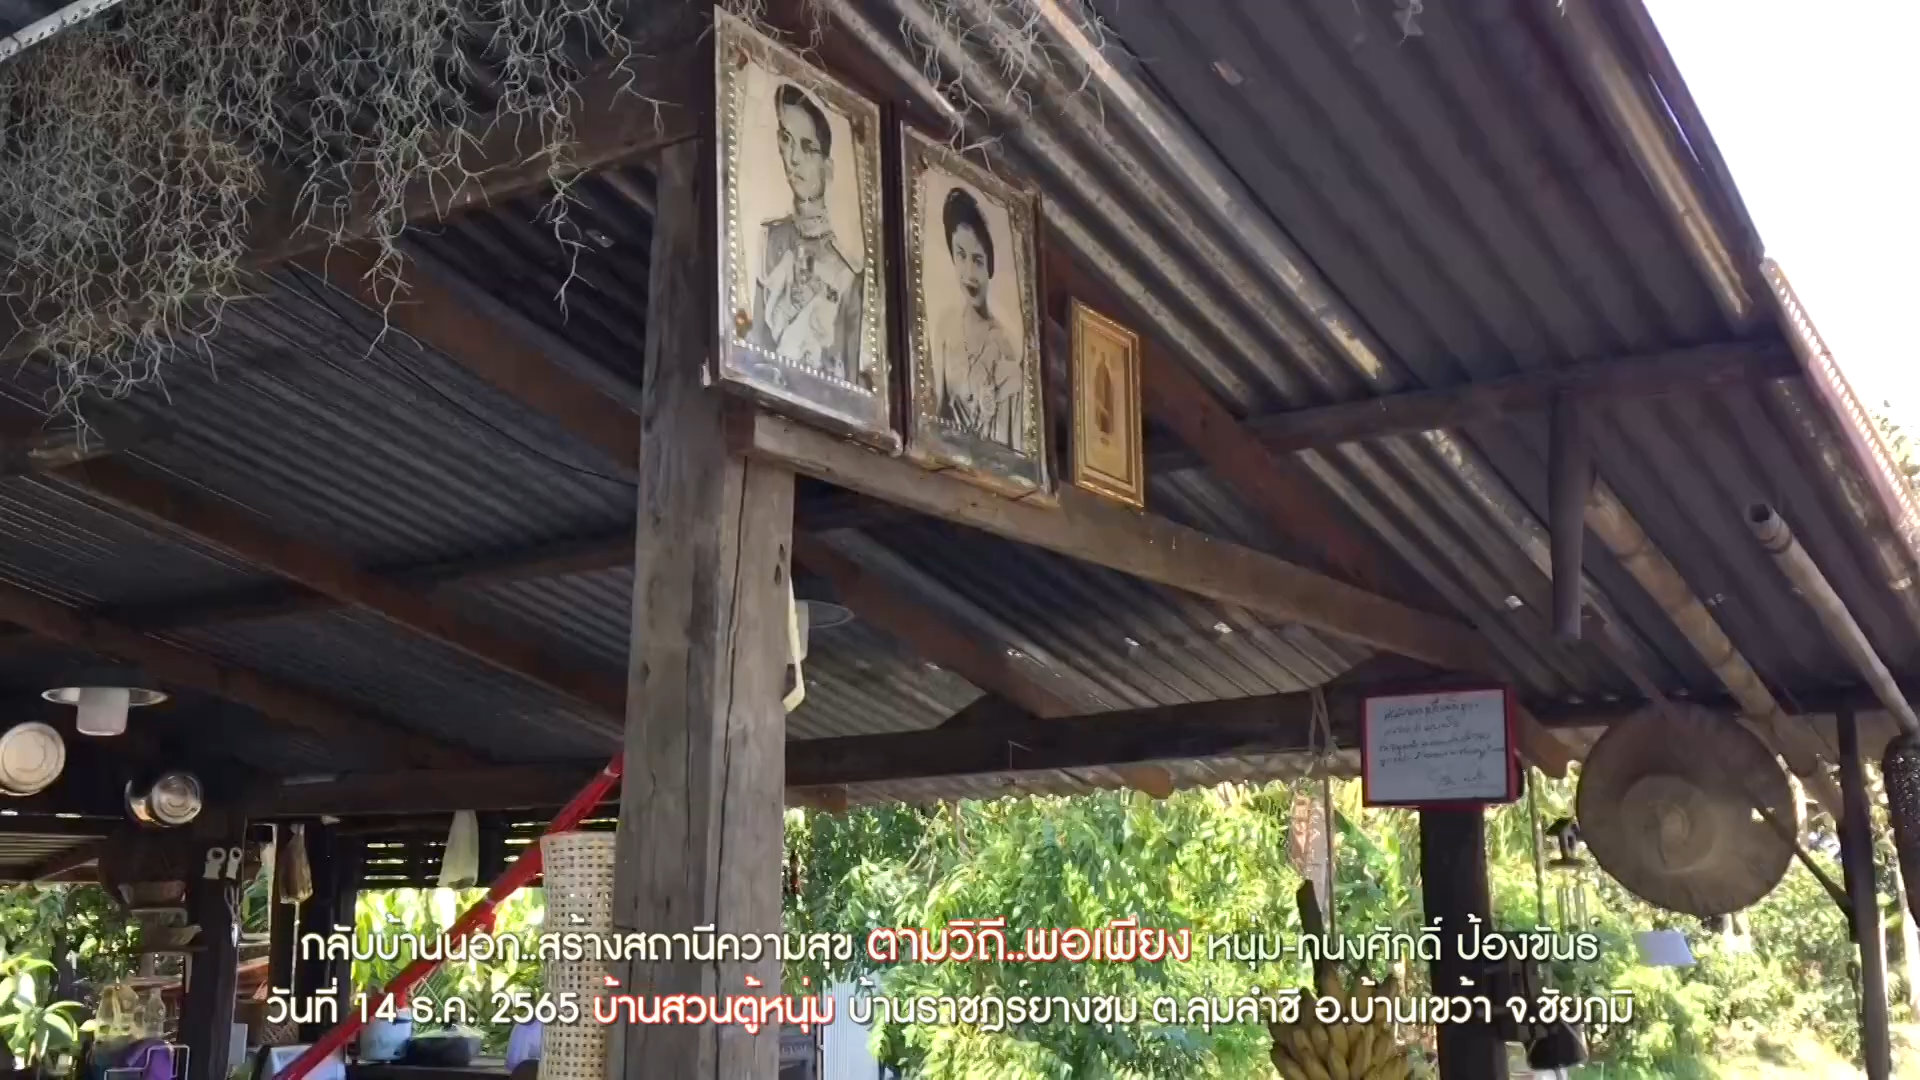 กลับบ้านนอก..สร้างสถานีความสุข ตามวิถี..พอเพียง หนุ่ม-ทนงศักดิ์ ป้องขันธ์
วันที่ 14 ธ.ค. 2565 บ้านสวนตู้หนุ่ม บ้านราชฎรยางชุม ต.ลุ่มลำชี อ.บ้านเขว้า จ.ชัยภูมิ